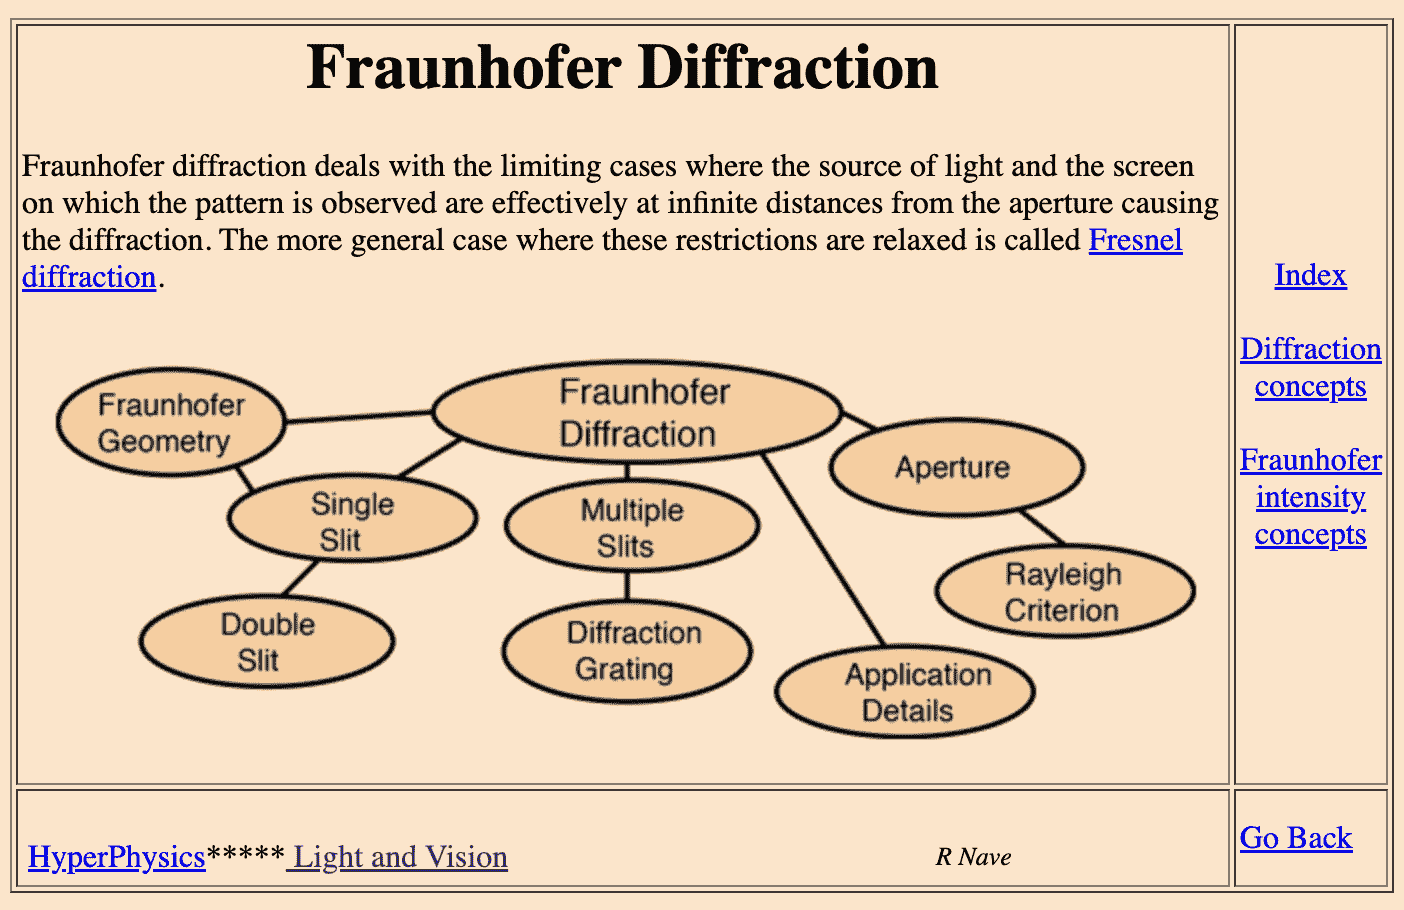 Fraunhofer Diffraction
Fraunhofer diffraction deals with the limiting cases where the source of light and the screen
on which the pattern is observed are effectively at infinite distances from the aperture causing
the diffraction. The more general case where these restrictions are relaxed is called Fresnel
diffraction.
Fraunhofer
Geometry
Fraunhofer
Diffraction
Aperture
Single
Slit
Multiple
Slits
Rayleigh
Criterion
Double
Slit
Diffraction
Grating
Application
Details
Index
Diffraction
concepts
Fraunhofer
intensity
concepts
HyperPhysics***** Light and Vision
R Nave
Go Back